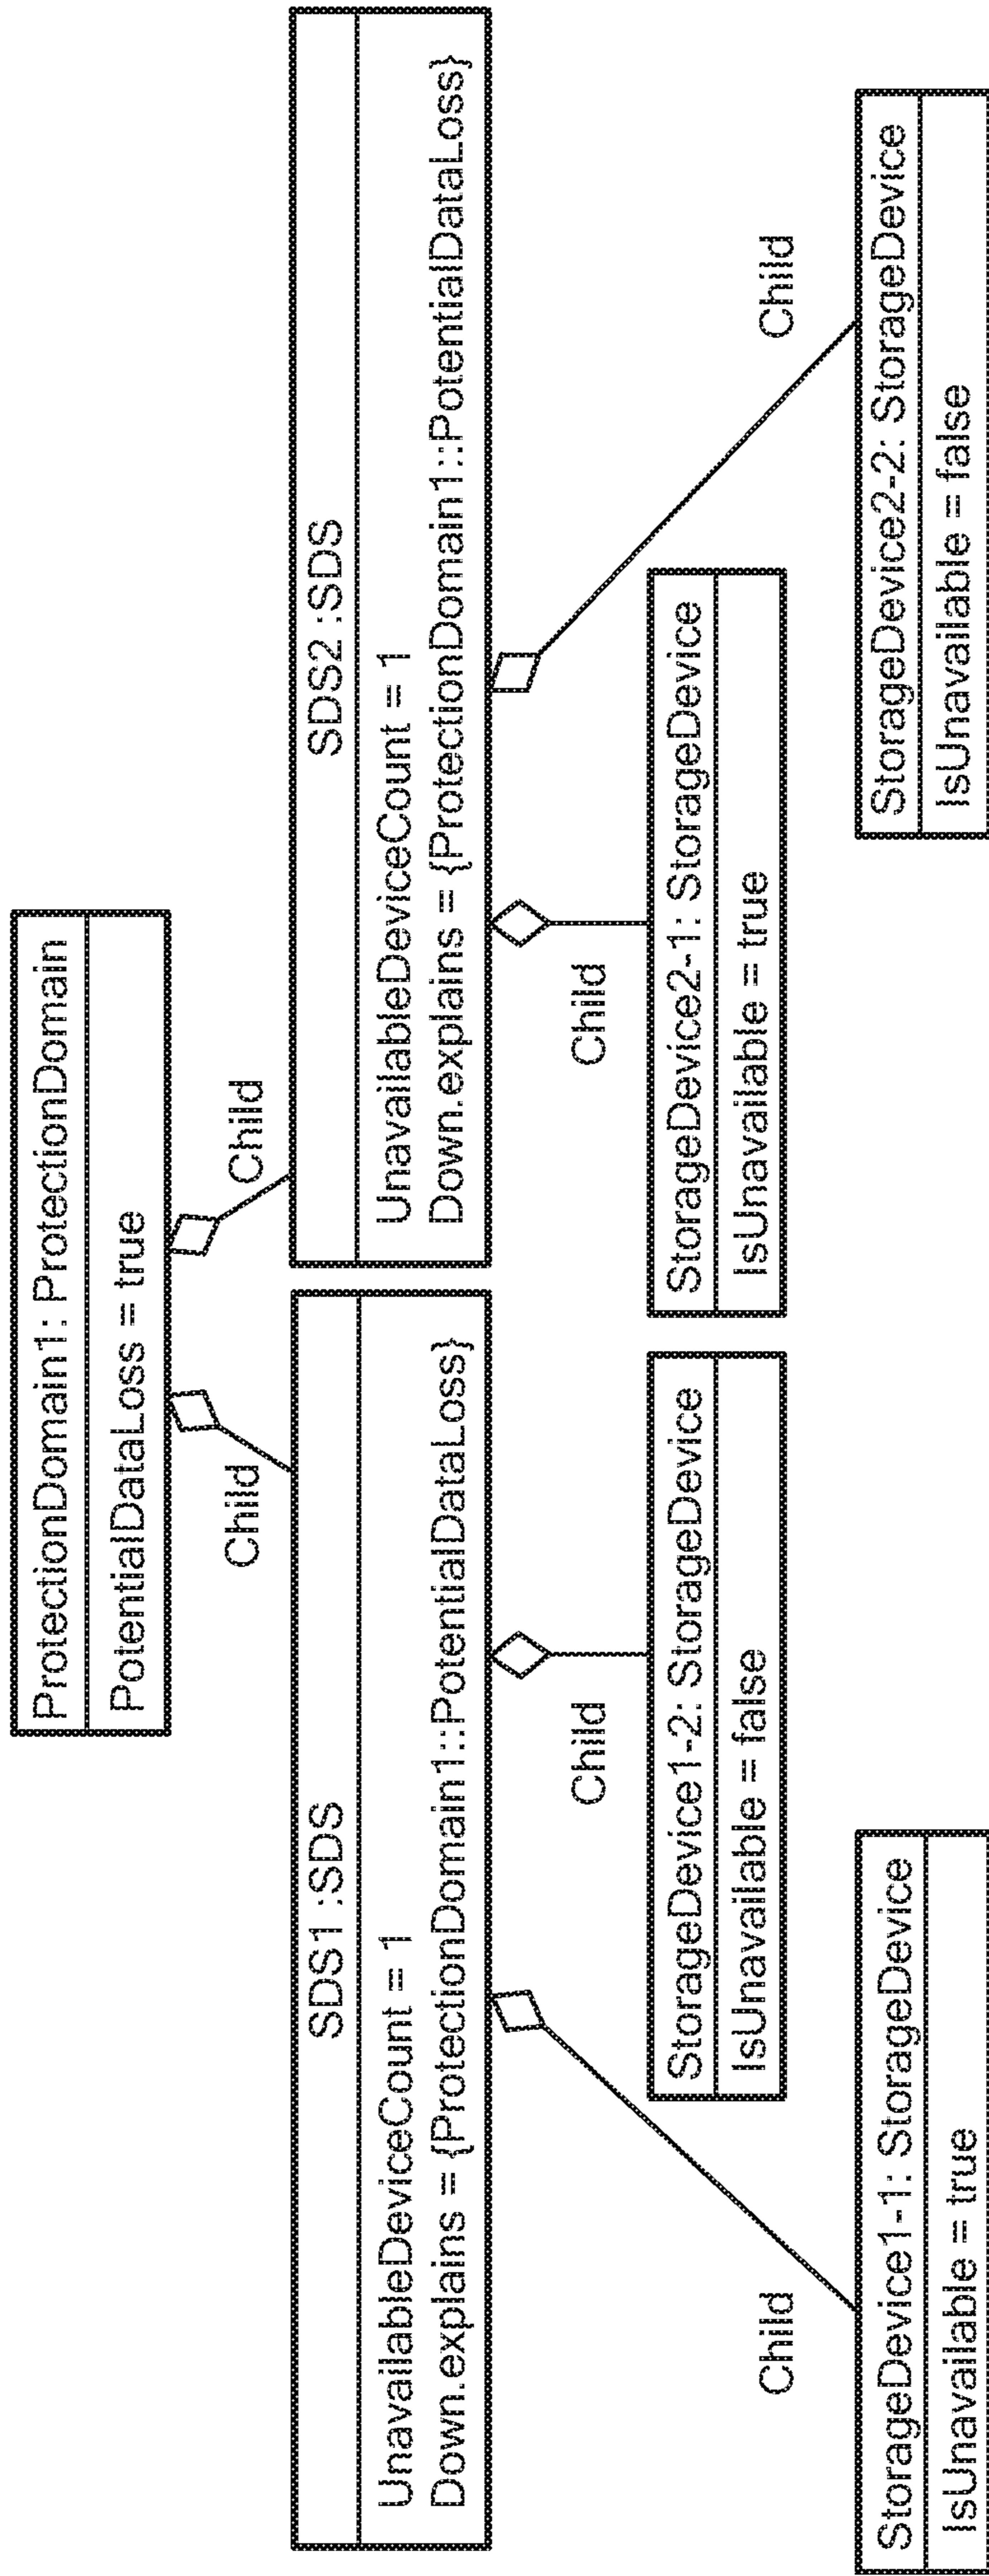 ProtectionDomain1: ProtectionDomain
PotentialDataLoss = true
Child
Child
SDS1 :SDS
UnavailableDeviceCount = 1
Down.explains = {ProtectionDomain1::PotentialDataLoss}
SDS2 :SDS
UnavailableDeviceCount = 1
Down.explains = {ProtectionDomain1::PotentialDataLoss}
Child
Child
Child
Child
StorageDevice1-2: StorageDevice
IsUnavailable = false
StorageDevice2-1: StorageDevice
IsUnavailable = true
StorageDevice1-1: StorageDevice
IsUnavailable = true
StorageDevice2-2: StorageDevice
IsUnavailable = false